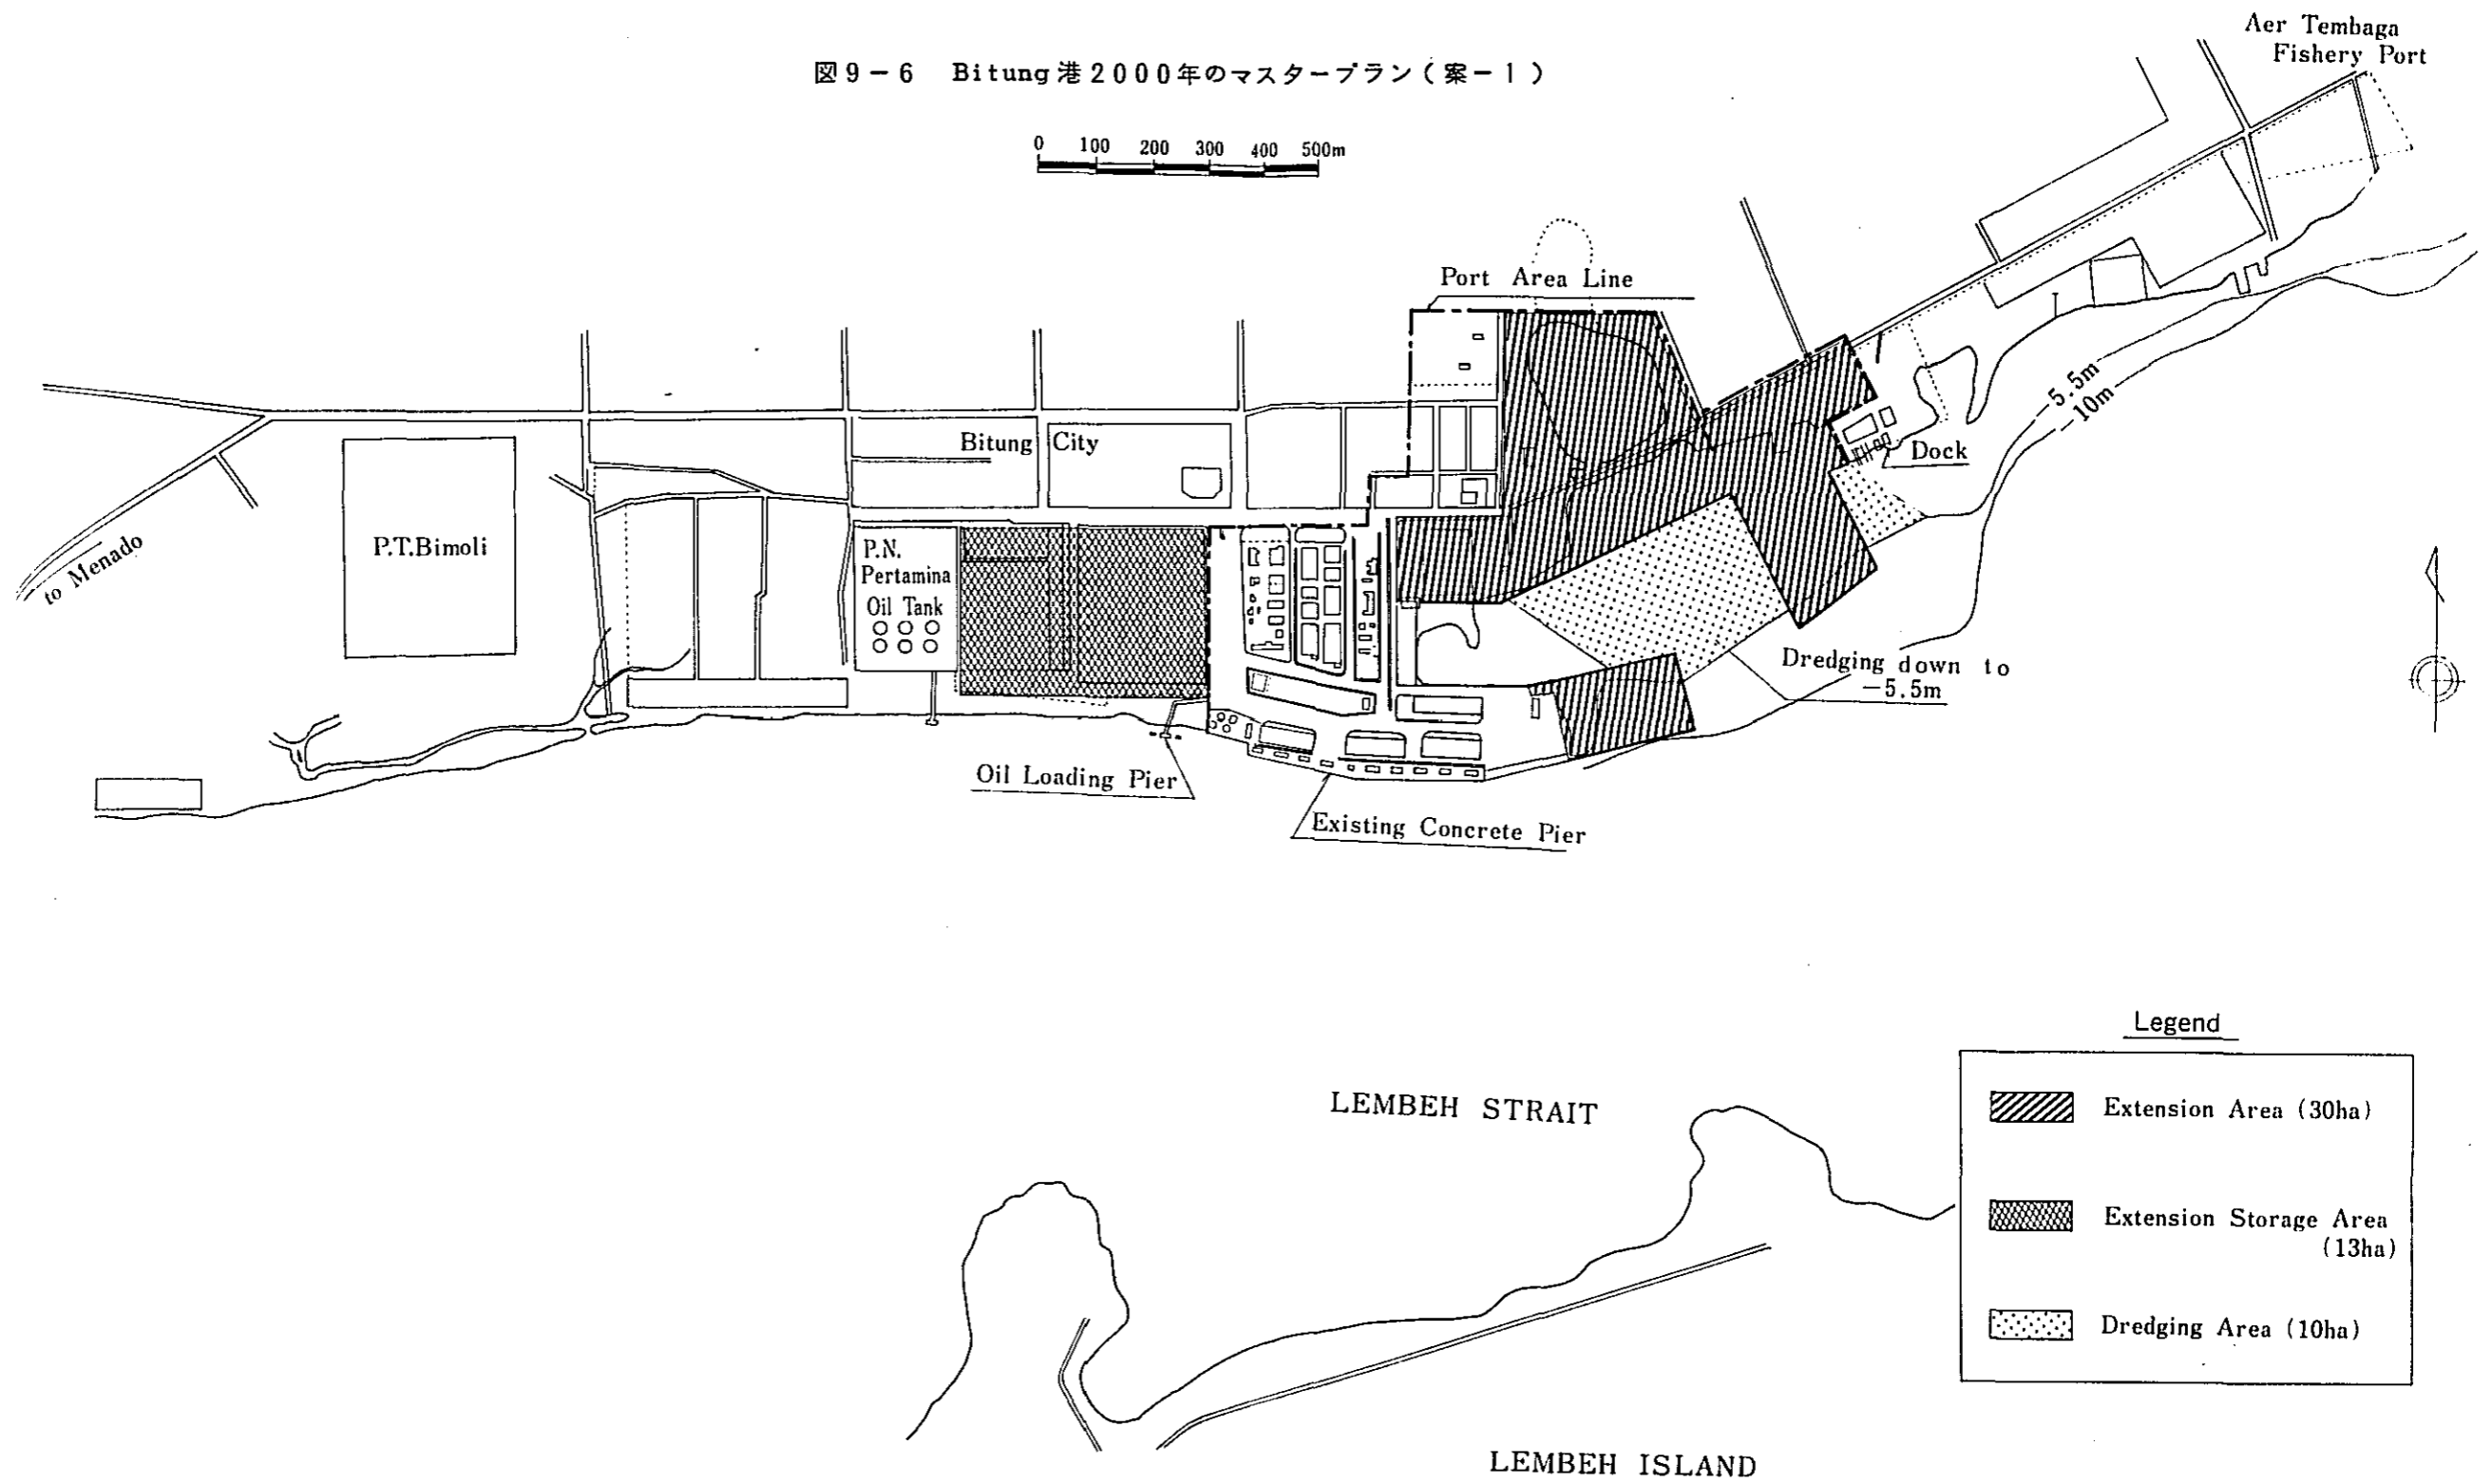 図9-6 Bitung港2000年のマスタープラン(案-1)
0 100 200 300 400 500m
Aer Tembaga
Fishery Port
Port Area Line
Bitung City
5.5m
10m
Dock
P.T.Bimoli
P.N.
Pertamina
Oil Tank
to Menado
Dredging down to
-5.5m
Oil Loading Pier
Existing Concrete Pier
Legend
Extension Area (30ha)
Extension Storage Area
(13ha)
Dredging Area (10ha)
LEMBEH STRAIT
LEMBEH ISLAND